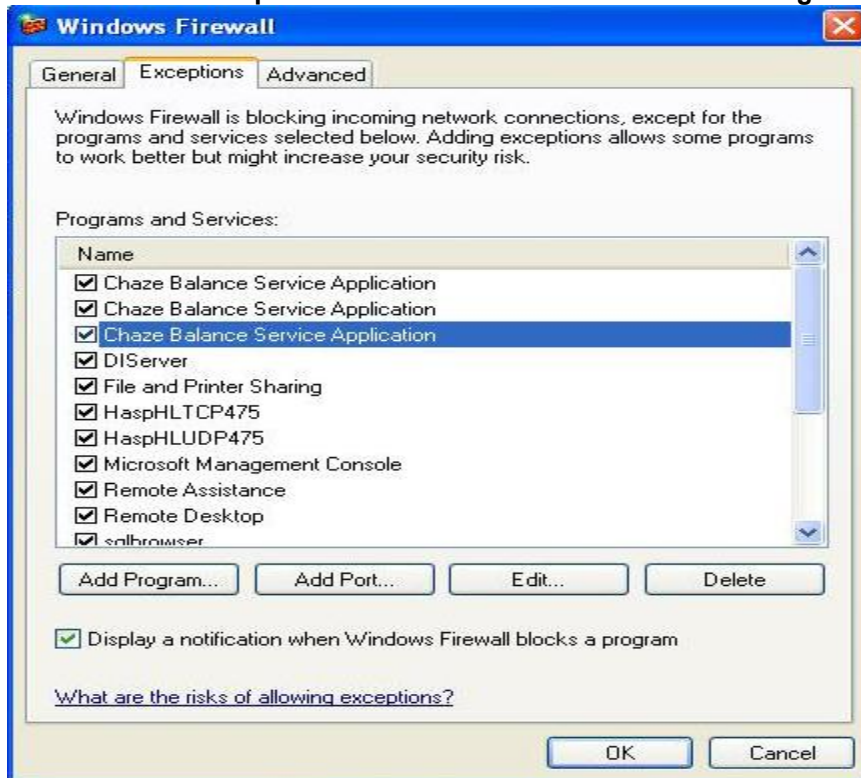 Windows Firewall
General Exceptions Advanced
Windows Firewall is blocking incoming network connections, except for the
programs and services selected below. Adding exceptions allows some programs
to work better but might increase your security risk.
Programs and Services:
Name
Chaze Balance Service Application
Chaze Balance Service Application
Chaze Balance Service Application
DIServer
File and Printer Sharing
HaspHLTCP475
HaspHLUDP475
Microsoft Management Console
Remote Assistance
Remote Desktop
sqlbrowser
Add Program... Add Port... Edit... Delete
Display a notification when Windows Firewall blocks a program
What are the risks of allowing exceptions?
OK Cancel